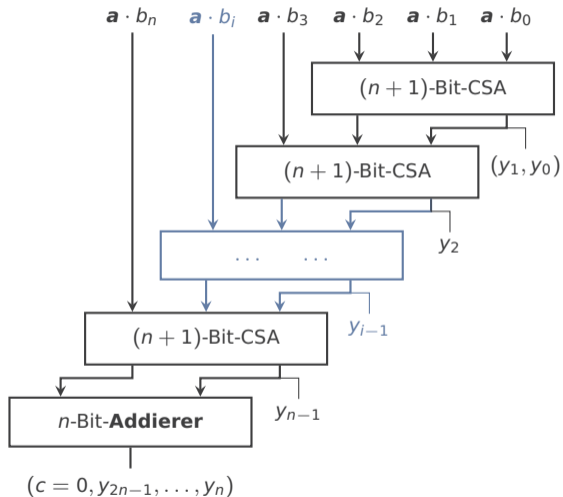 a · bₙ a · bᵢ a · b₃ a · b₂ a · b₁ a · b₀
(n + 1)-Bit-CSA
(n + 1)-Bit-CSA
(y₁, y₀)
y₂
... ...
yᵢ₋₁
(n + 1)-Bit-CSA
yₙ₋₁
n-Bit-Addierer
(c = 0, y₂ₙ₋₁, . . . , yₙ)